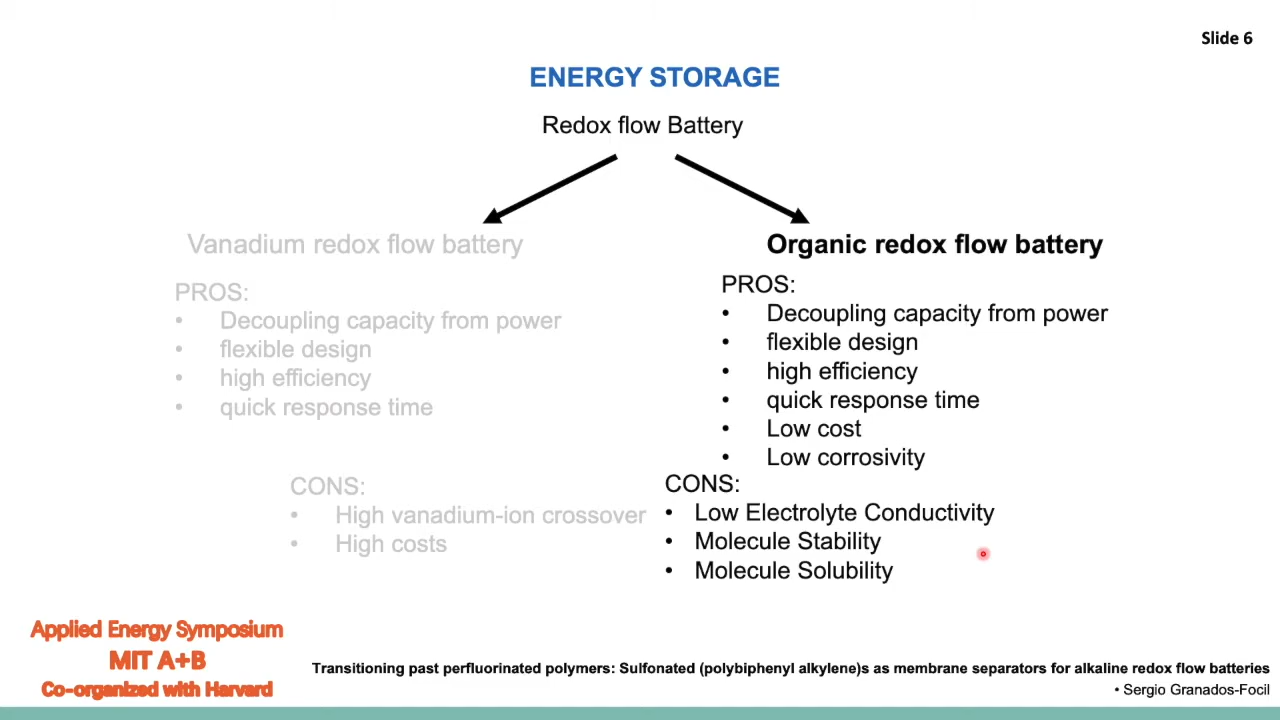 Slide 6
ENERGY STORAGE
Redox flow Battery
Vanadium redox flow battery
PROS:
• Decoupling capacity from power
• flexible design
• high efficiency
• quick response time
CONS:
• High vanadium-ion crossover
• High costs
Organic redox flow battery
PROS:
• Decoupling capacity from power
• flexible design
• high efficiency
• quick response time
• Low cost
• Low corrosivity
CONS:
• Low Electrolyte Conductivity
• Molecule Stability
• Molecule Solubility
Applied Energy Symposium
MIT A+B
Co-organized with Harvard
Transitioning past perfluorinated polymers: Sulfonated (polybiphenyl alkylene)s as membrane separators for alkaline redox flow batteries
• Sergio Granados-Focil